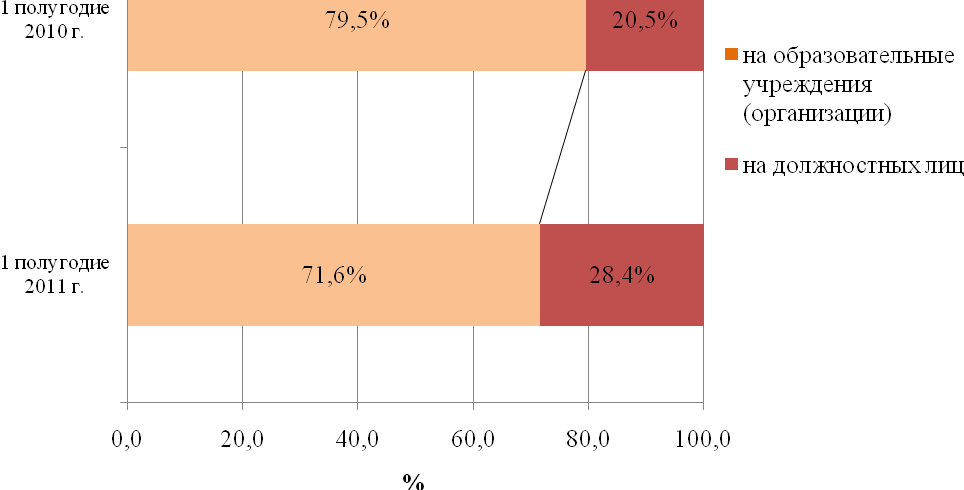 1 полугодие
2010 г.
79,5%
20,5%
на образовательные
учреждения
(организации)
на должностных лиц
1 полугодие
2011 г.
71,6%
28,4%
0,0 20,0 40,0 60,0 80,0 100,0
%